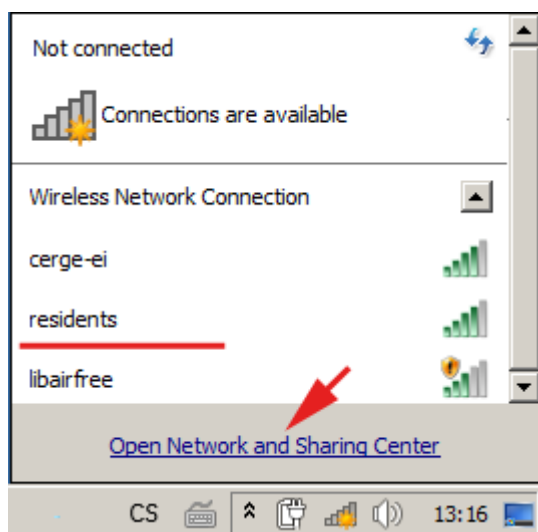 Not connected
Connections are available
Wireless Network Connection
cerge-ei
residents
libairfree
Open Network and Sharing Center
CS 13:16